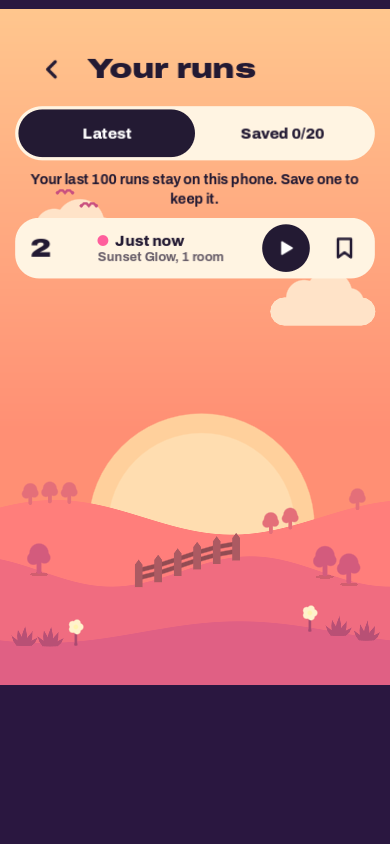 Your runs
Latest
Saved 0/20
Your last 100 runs stay on this phone. Save one to
keep it.
2
Just now
Sunset Glow, 1 room